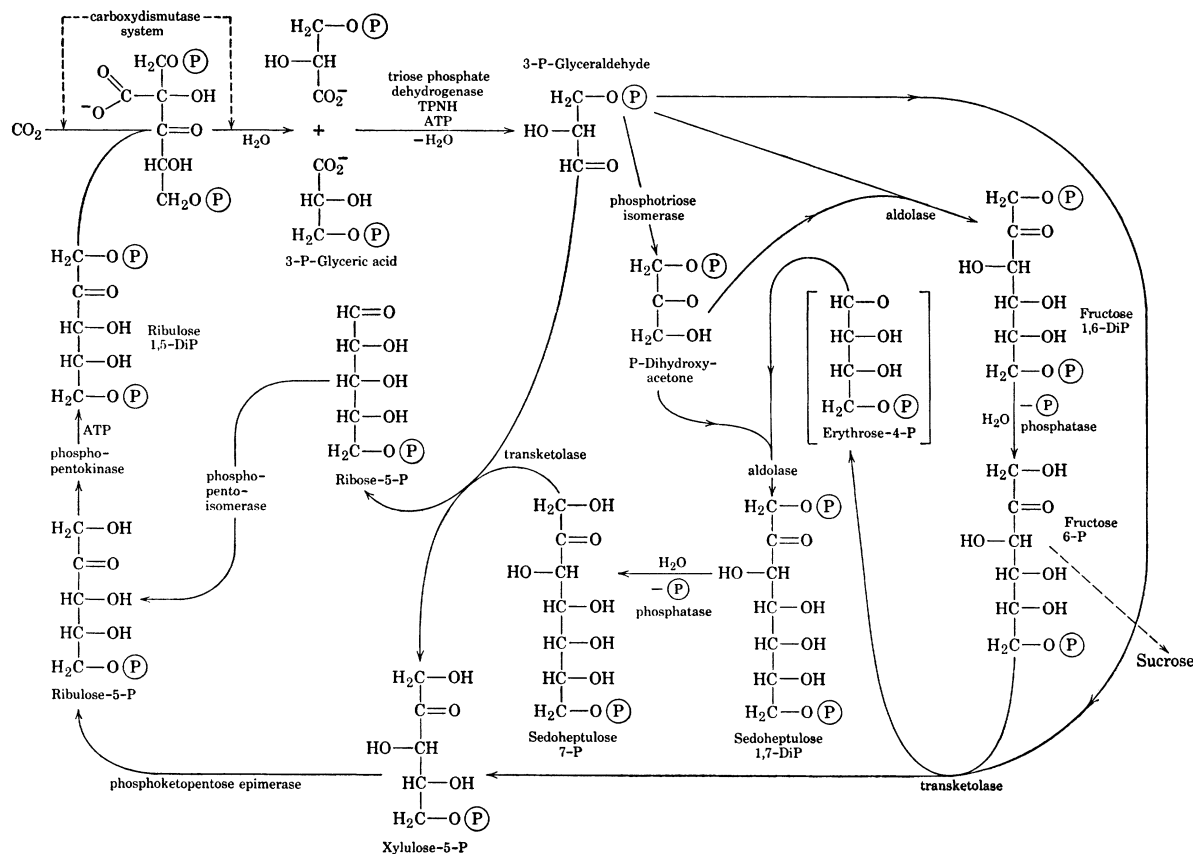 carboxydismutase
system
H₂CO Ⓟ
O
⁻O
C—OH
CO₂
C=O
H₂O
HCOH
CH₂O Ⓟ
H₂C—O Ⓟ
HO—CH
CO₂⁻
+
CO₂⁻
HC—OH
H₂C—O Ⓟ
3-P-Glyceric acid
triose phosphate
dehydrogenase
TPNH
ATP
−H₂O
3-P-Glyceraldehyde
H₂C—O Ⓟ
HO—CH
HC=O
phosphotriose
isomerase
aldolase
H₂C—O Ⓟ
C—O
H₂C—OH
P-Dihydroxy-
acetone
HC—O
HC—OH
HC—OH
H₂C—O Ⓟ
Erythrose-4-P
H₂C—O Ⓟ
C=O
HO—CH
HC—OH
HC—OH
H₂C—O Ⓟ
Fructose
1,6-DiP
H₂O
− Ⓟ
phosphatase
H₂C—OH
C=O
HO—CH
HC—OH
HC—OH
H₂C—O Ⓟ
Fructose
6-P
Sucrose
H₂C—O Ⓟ
C=O
HC—OH
HC—OH
H₂C—O Ⓟ
Ribulose
1,5-DiP
ATP
phospho-
pentokinase
HC=O
HC—OH
HC—OH
HC—OH
H₂C—O Ⓟ
Ribose-5-P
phospho-
pento-
isomerase
transketolase
aldolase
H₂C—OH
C=O
HC—OH
HC—OH
H₂C—O Ⓟ
Ribulose-5-P
H₂C—OH
C=O
HO—CH
HC—OH
HC—OH
HC—OH
H₂C—O Ⓟ
Sedoheptulose
7-P
H₂O
− Ⓟ
phosphatase
H₂C—O Ⓟ
C=O
HO—CH
HC—OH
HC—OH
HC—OH
H₂C—O Ⓟ
Sedoheptulose
1,7-DiP
H₂C—OH
C=O
HO—CH
HC—OH
H₂C—O Ⓟ
Xylulose-5-P
phosphoketopentose epimerase
transketolase